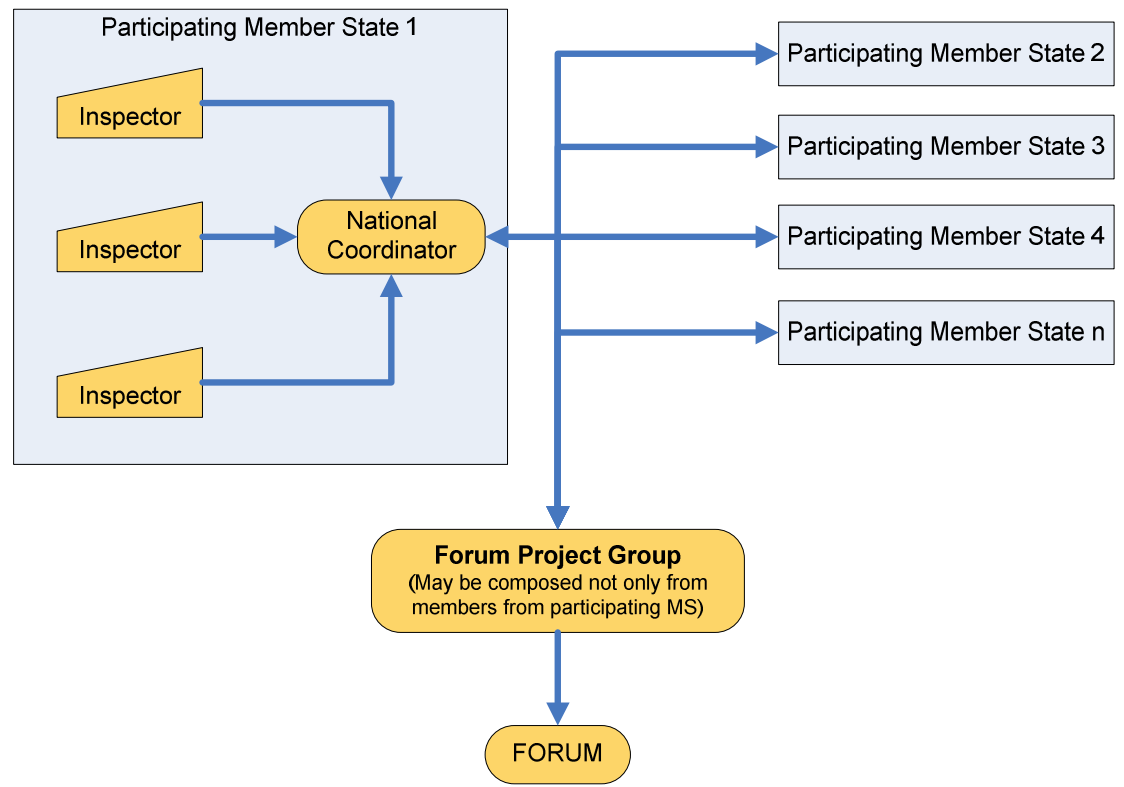 Participating Member State 1
Inspector
Inspector
Inspector
National
Coordinator
Participating Member State 2
Participating Member State 3
Participating Member State 4
Participating Member State n
Forum Project Group
(May be composed not only from
members from participating MS)
FORUM